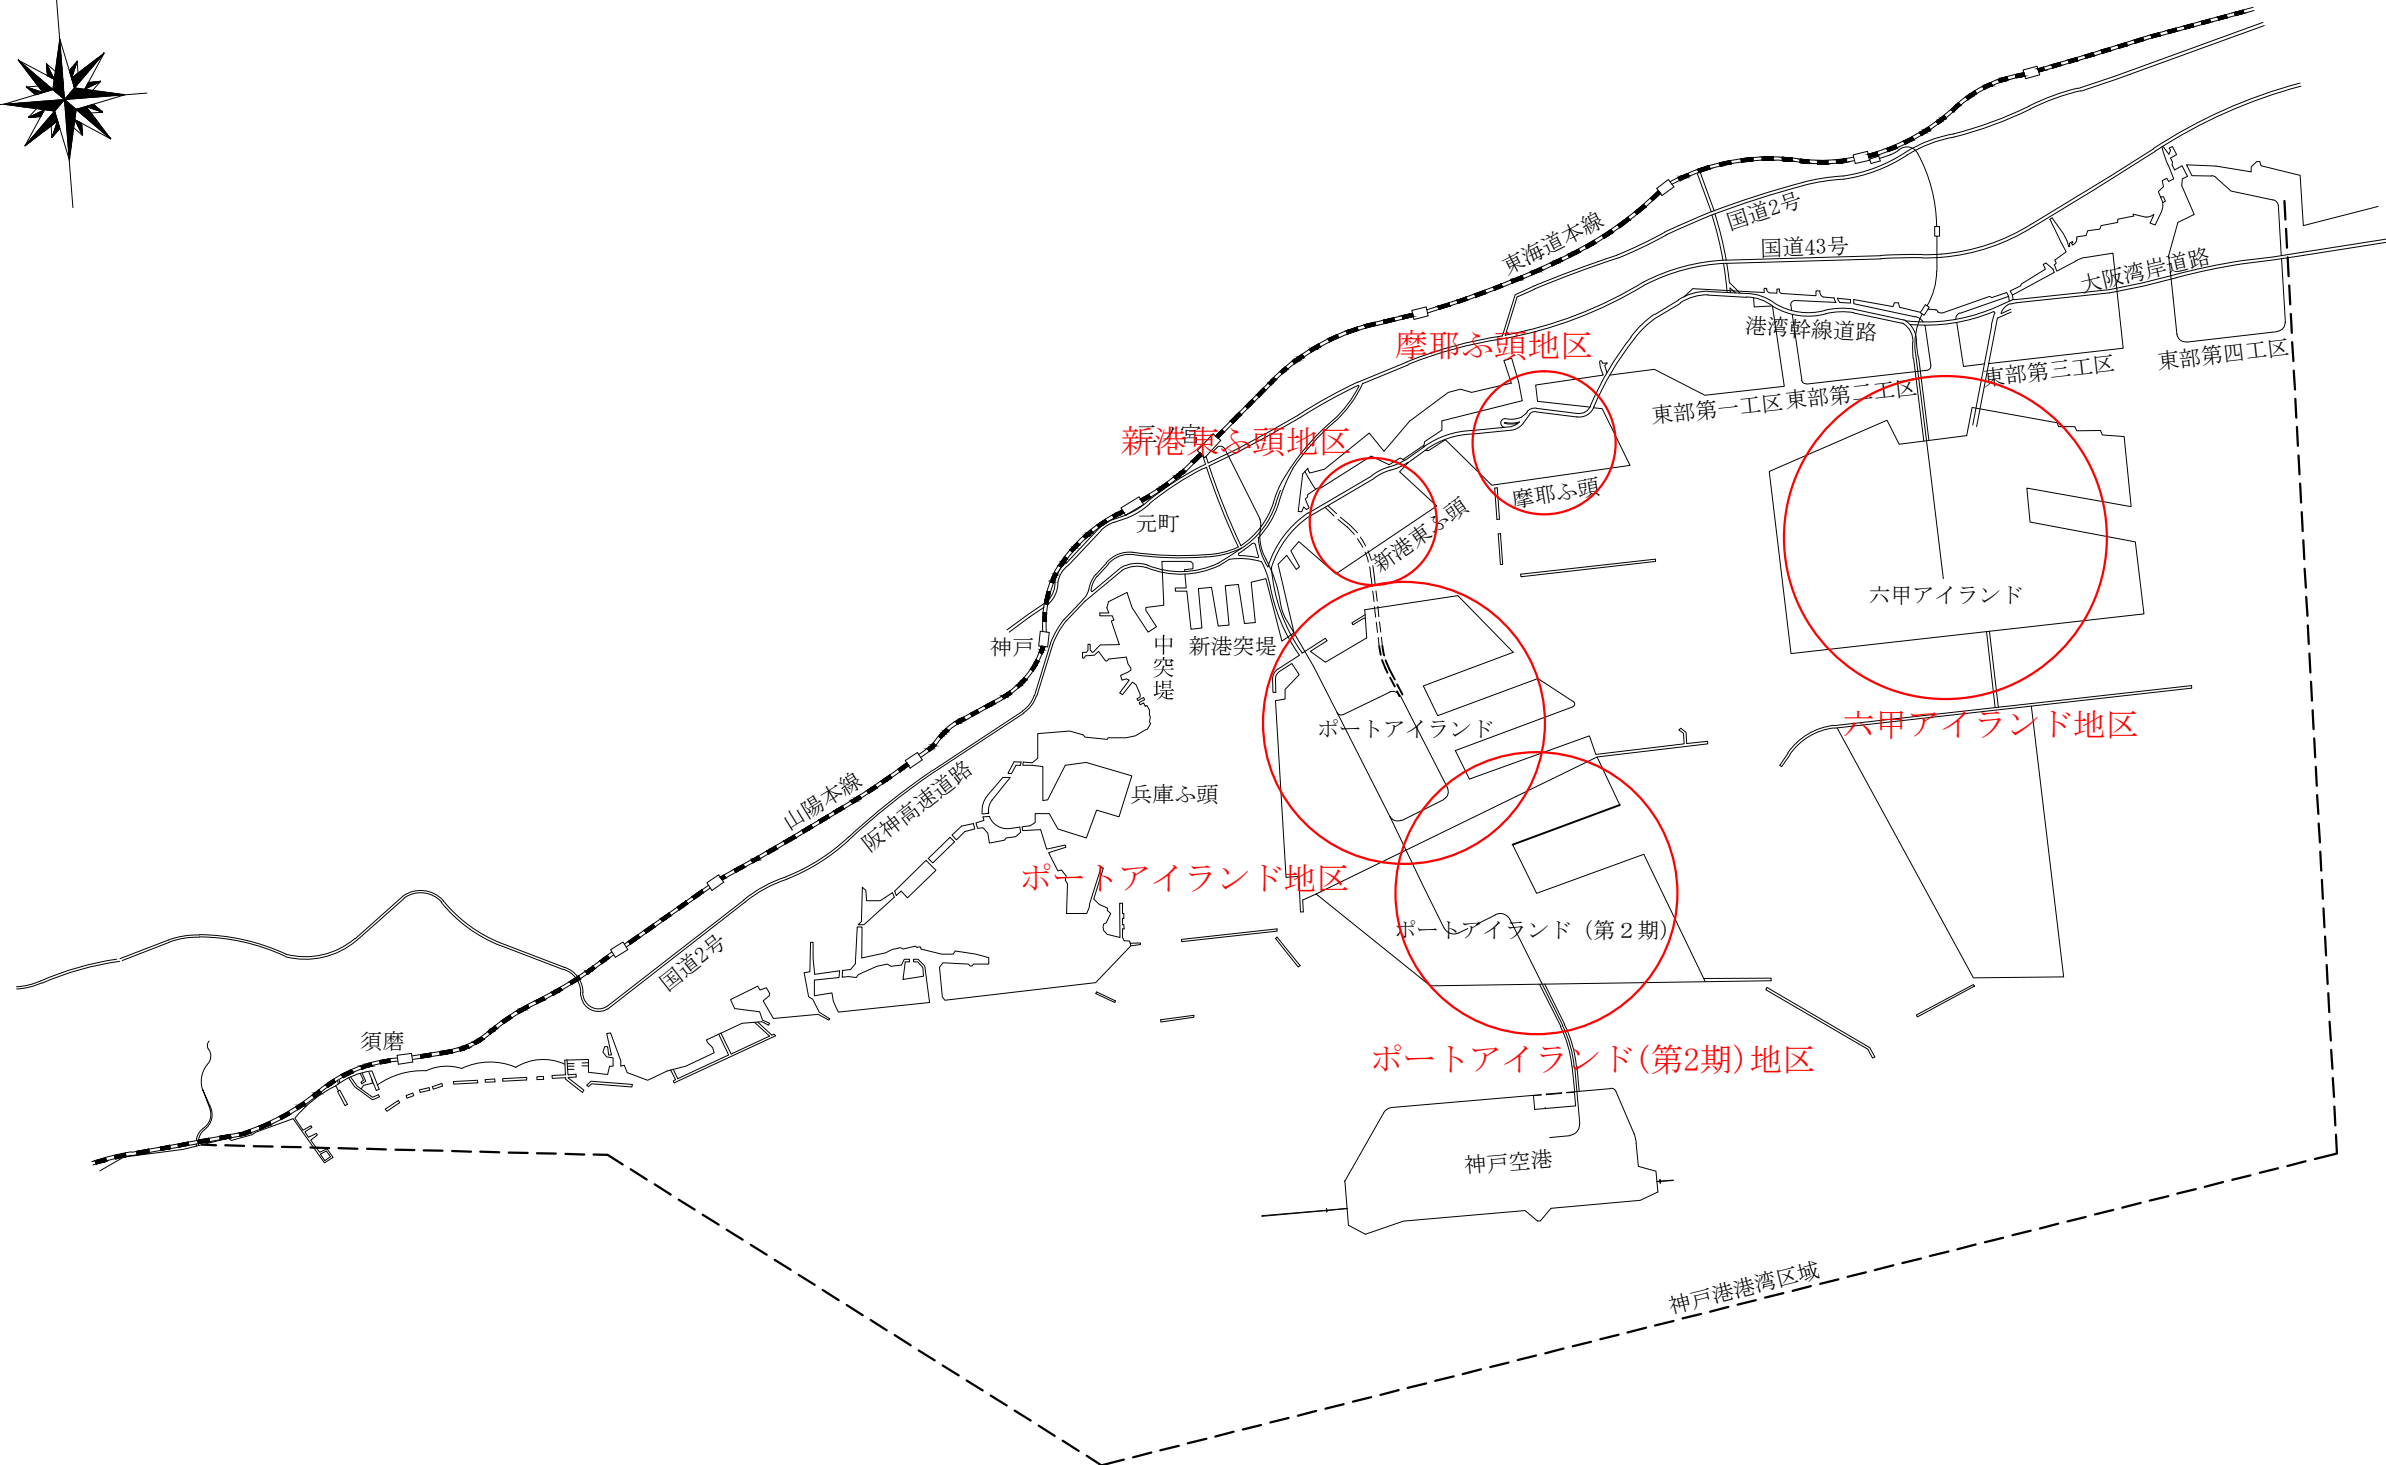 国道2号
東海道本線
国道43号
大阪湾岸道路
港湾幹線道路
摩耶ふ頭地区
東部第四工区
東部第三工区
東部第二工区
東部第一工区
三ノ宮
新港東ふ頭地区
摩耶ふ頭
元町
新港東ふ頭
六甲アイランド
神戸
中突堤
新港突堤
ポートアイランド
六甲アイランド地区
山陽本線
阪神高速道路
兵庫ふ頭
ポートアイランド地区
ポートアイランド（第２期）
国道2号
須磨
ポートアイランド(第2期)地区
神戸空港
神戸港港湾区域